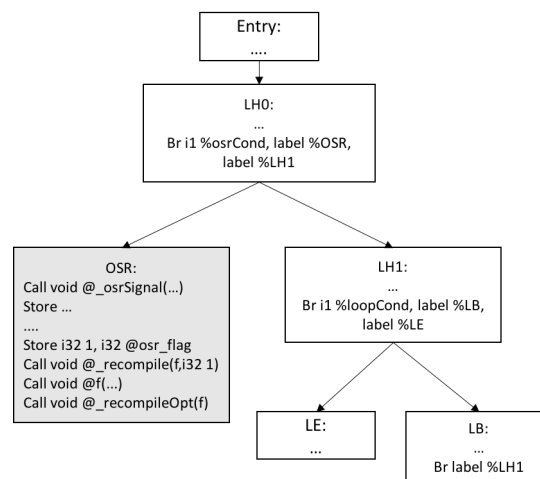 Entry:
....
LH0:
...
Br i1 %osrCond, label %OSR,
label %LH1
OSR:
Call void @_osrSignal(...)
Store ...
....
Store i32 1, i32 @osr_flag
Call void @_recompile(f,i32 1)
Call void @f(...)
Call void @_recompileOpt(f)
LH1:
...
Br i1 %loopCond, label %LB,
label %LE
LE:
...
LB:
...
Br label %LH1